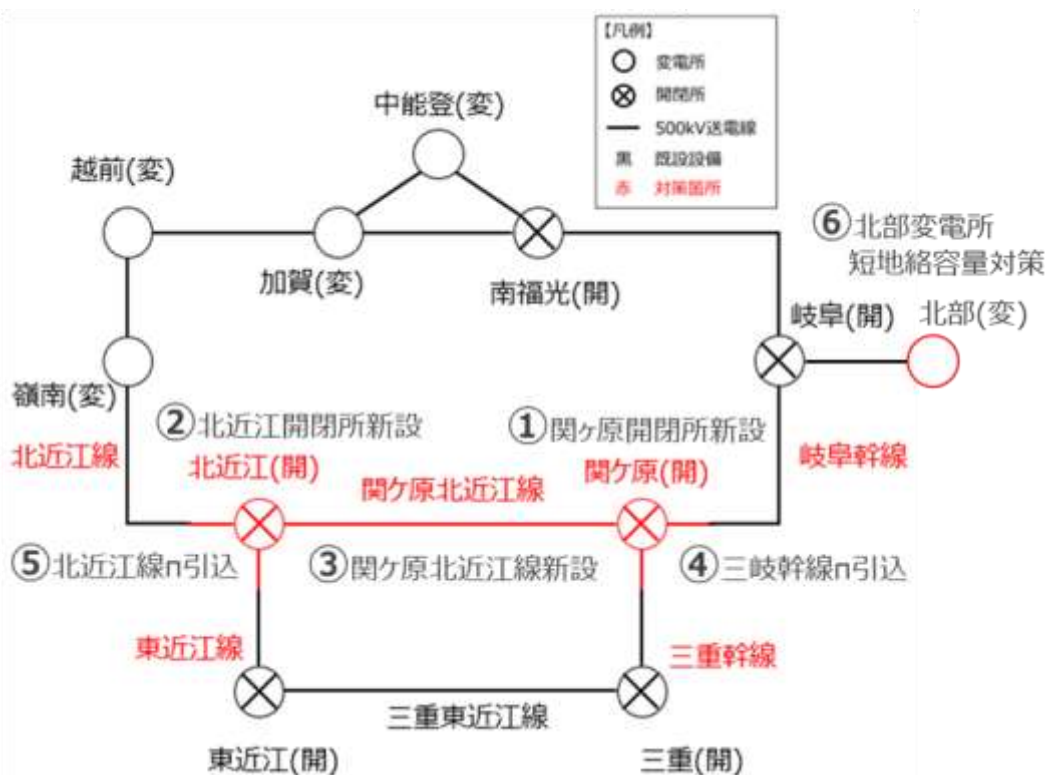 【凡例】
変電所
開閉所
500kV送電線
黒 既設設備
赤 対策箇所
中能登(変)
越前(変)
加賀(変)
南福光(開)
⑥北部変電所
短地絡容量対策
岐阜(開)
北部(変)
嶺南(変)
②北近江開閉所新設
①関ヶ原開閉所新設
北近江線
北近江(開)
関ケ原北近江線
関ケ原(開)
岐阜幹線
⑤北近江線π引込
③関ケ原北近江線新設
④三岐幹線π引込
東近江線
三重幹線
三重東近江線
東近江(開)
三重(開)